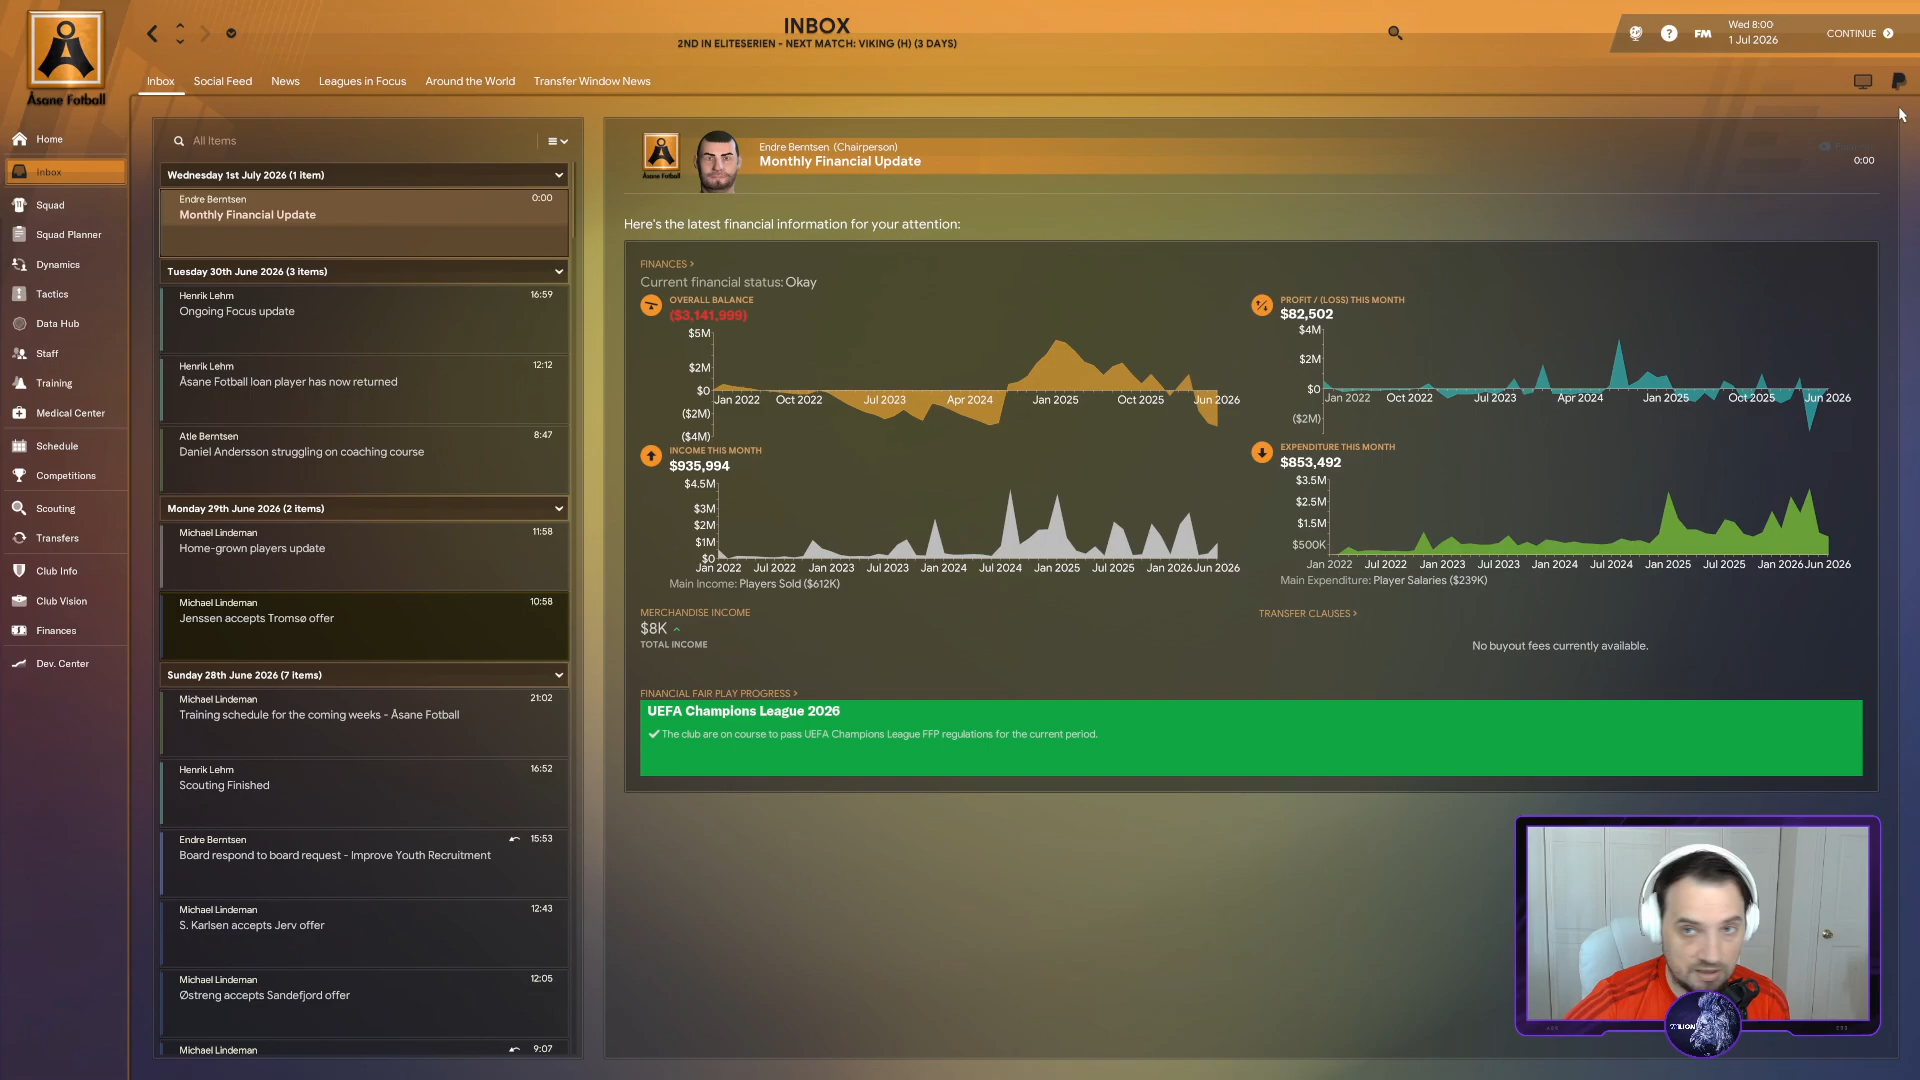 INBOX
2ND IN ELITESERIEN - NEXT MATCH: VIKING (H) (3 DAYS)
FM
Wed 8:00
1 Jul 2026
CONTINUE
Åsane Fotball
Inbox
Social Feed
News
Leagues in Focus
Around the World
Transfer Window News
Home
Inbox
Squad
Squad Planner
Dynamics
Tactics
Data Hub
Staff
Training
Medical Center
Schedule
Competitions
Scouting
Transfers
Club Info
Club Vision
Finances
Dev. Center
All Items
Wednesday 1st July 2026 (1 item)
Endre Berntsen 0:00
Monthly Financial Update
Tuesday 30th June 2026 (3 items)
Henrik Lehm 16:59
Ongoing Focus update
Henrik Lehm 12:12
Åsane Fotball loan player has now returned
Atle Berntsen 8:47
Daniel Andersson struggling on coaching course
Monday 29th June 2026 (2 items)
Michael Lindeman 11:58
Home-grown players update
Michael Lindeman 10:58
Jenssen accepts Tromsø offer
Sunday 28th June 2026 (7 items)
Michael Lindeman 21:02
Training schedule for the coming weeks - Åsane Fotball
Henrik Lehm 16:52
Scouting Finished
Endre Berntsen 15:53
Board respond to board request - Improve Youth Recruitment
Michael Lindeman 12:43
S. Karlsen accepts Jerv offer
Michael Lindeman 12:05
Østreng accepts Sandefjord offer
Michael Lindeman 9:07
Åsane Fotball
Endre Berntsen (Chairperson)
Monthly Financial Update
0:00
Here's the latest financial information for your attention:
FINANCES >
Current financial status: Okay
OVERALL BALANCE
($3,141,999)
$5M
$2M
$0
($2M)
($4M)
Jan 2022 Oct 2022 Jul 2023 Apr 2024 Jan 2025 Oct 2025 Jun 2026
PROFIT / (LOSS) THIS MONTH
$82,502
$4M
$2M
$0
($2M)
Jan 2022 Oct 2022 Jul 2023 Apr 2024 Jan 2025 Oct 2025 Jun 2026
INCOME THIS MONTH
$935,994
$4.5M
$3M
$2M
$1M
$0
Jan 2022 Jul 2022 Jan 2023 Jul 2023 Jan 2024 Jul 2024 Jan 2025 Jul 2025 Jan 2026 Jun 2026
Main Income: Players Sold ($612K)
EXPENDITURE THIS MONTH
$853,492
$3.5M
$2.5M
$1.5M
$500K
Jan 2022 Jul 2022 Jan 2023 Jul 2023 Jan 2024 Jul 2024 Jan 2025 Jul 2025 Jan 2026 Jun 2026
Main Expenditure: Player Salaries ($239K)
MERCHANDISE INCOME
$8K
TOTAL INCOME
TRANSFER CLAUSES >
No buyout fees currently available.
FINANCIAL FAIR PLAY PROGRESS >
UEFA Champions League 2026
The club are on course to pass UEFA Champions League FFP regulations for the current period.